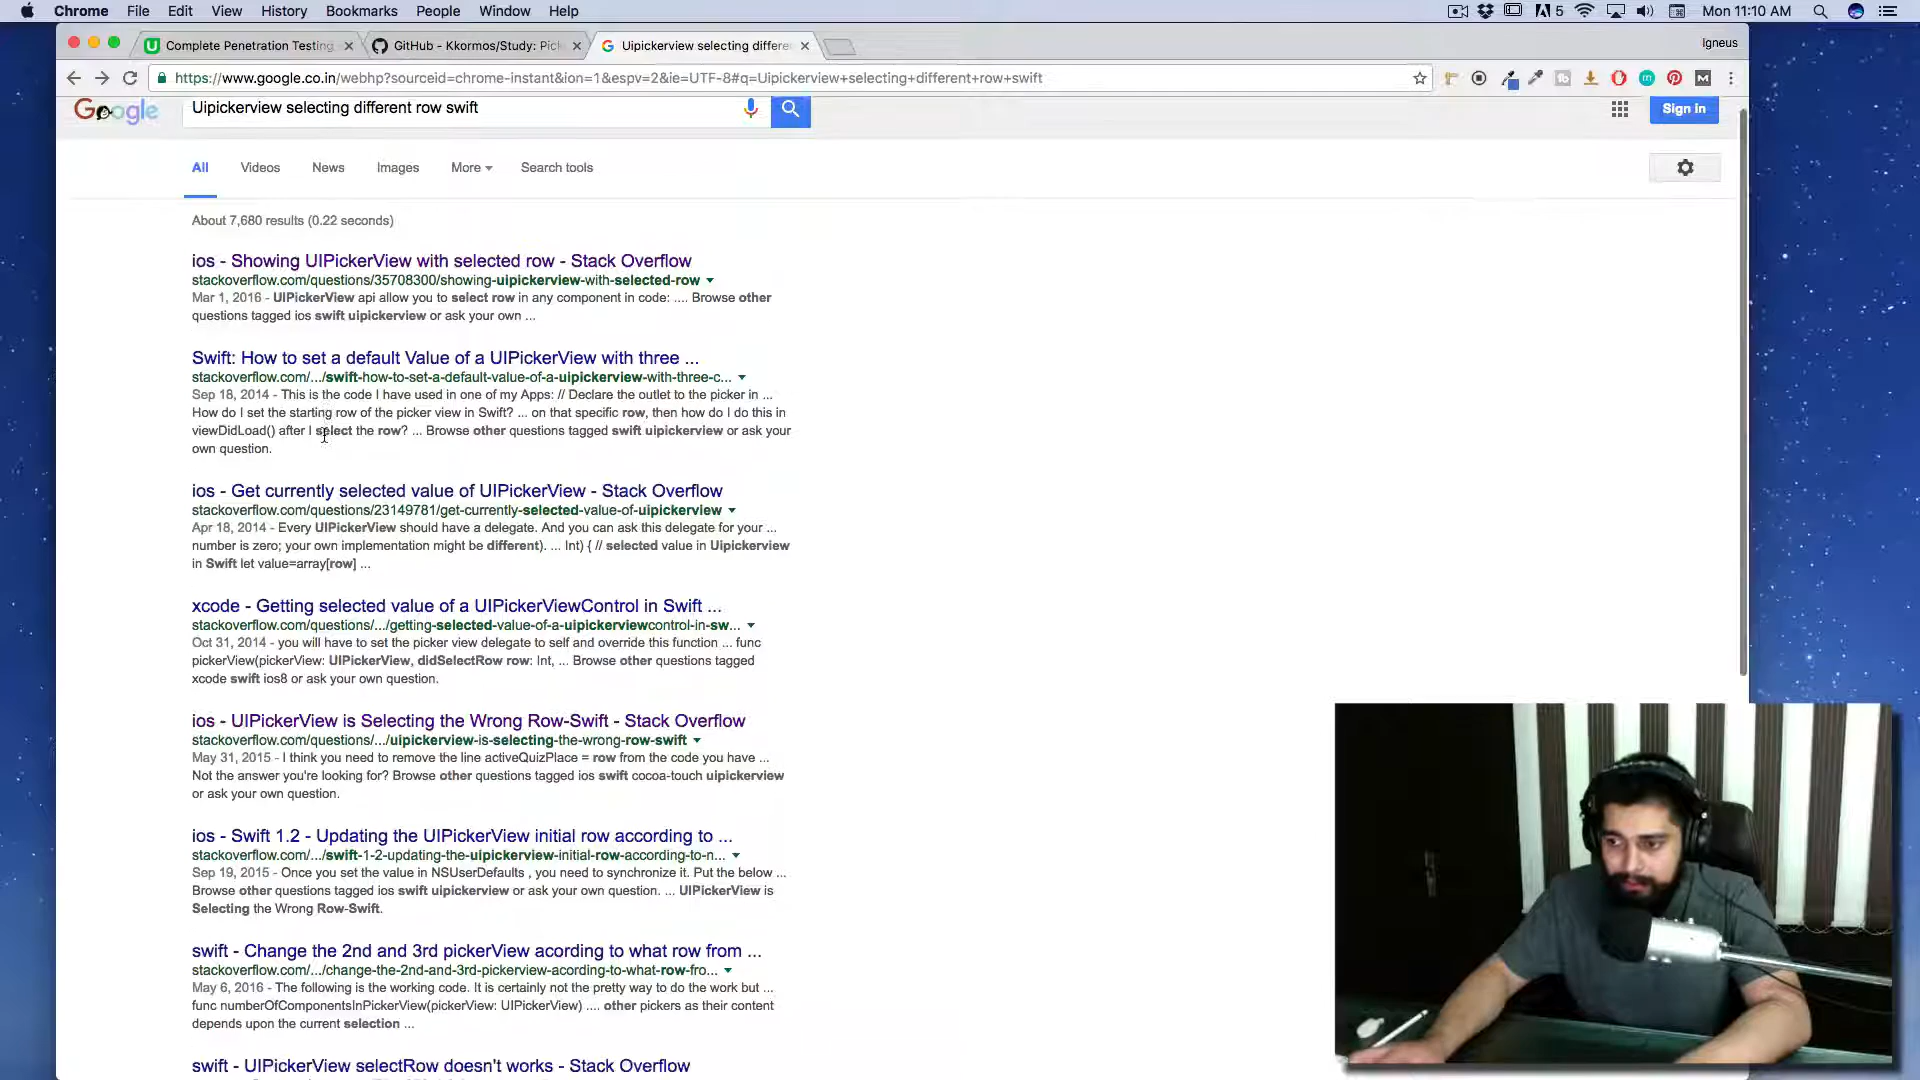 Chrome File Edit View History Bookmarks People Window Help
5 Mon 11:10 AM
Complete Penetration Testing
GitHub - Kkormos/Study: Pick
Uipickerview selecting differe
Igneus
https://www.google.co.in/webhp?sourceid=chrome-instant&ion=1&espv=2&ie=UTF-8#q=Uipickerview+selecting+different+row+swift
Google
Uipickerview selecting different row swift
Sign in
All Videos News Images More Search tools
About 7,680 results (0.22 seconds)
ios - Showing UIPickerView with selected row - Stack Overflow
stackoverflow.com/questions/35708300/showing-uipickerview-with-selected-row
Mar 1, 2016 - UIPickerView api allow you to select row in any component in code: .... Browse other
questions tagged ios swift uipickerview or ask your own ...
Swift: How to set a default Value of a UIPickerView with three ...
stackoverflow.com/.../swift-how-to-set-a-default-value-of-a-uipickerview-with-three-c...
Sep 18, 2014 - This is the code I have used in one of my Apps: // Declare the outlet to the picker in ...
How do I set the starting row of the picker view in Swift? ... on that specific row, then how do I do this in
viewDidLoad() after I select the row? ... Browse other questions tagged swift uipickerview or ask your
own question.
ios - Get currently selected value of UIPickerView - Stack Overflow
stackoverflow.com/questions/23149781/get-currently-selected-value-of-uipickerview
Apr 18, 2014 - Every UIPickerView should have a delegate. And you can ask this delegate for your ...
number is zero; your own implementation might be different). ... Int) { // selected value in Uipickerview
in Swift let value=array[row] ...
xcode - Getting selected value of a UIPickerViewControl in Swift ...
stackoverflow.com/questions/.../getting-selected-value-of-a-uipickerviewcontrol-in-sw...
Oct 31, 2014 - you will have to set the picker view delegate to self and override this function ... func
pickerView(pickerView: UIPickerView, didSelectRow row: Int, ... Browse other questions tagged
xcode swift ios8 or ask your own question.
ios - UIPickerView is Selecting the Wrong Row-Swift - Stack Overflow
stackoverflow.com/questions/.../uipickerview-is-selecting-the-wrong-row-swift
May 31, 2015 - I think you need to remove the line activeQuizPlace = row from the code you have ...
Not the answer you're looking for? Browse other questions tagged ios swift cocoa-touch uipickerview
or ask your own question.
ios - Swift 1.2 - Updating the UIPickerView initial row according to ...
stackoverflow.com/.../swift-1-2-updating-the-uipickerview-initial-row-according-to-n...
Sep 19, 2015 - Once you set the value in NSUserDefaults , you need to synchronize it. Put the below ...
Browse other questions tagged ios swift uipickerview or ask your own question. ... UIPickerView is
Selecting the Wrong Row-Swift.
swift - Change the 2nd and 3rd pickerView acording to what row from ...
stackoverflow.com/.../change-the-2nd-and-3rd-pickerview-acording-to-what-row-fro...
May 6, 2016 - The following is the working code. It is certainly not the pretty way to do the work but ...
func numberOfComponentsInPickerView(pickerView: UIPickerView) .... other pickers as their content
depends upon the current selection ...
swift - UIPickerView selectRow doesn't works - Stack Overflow